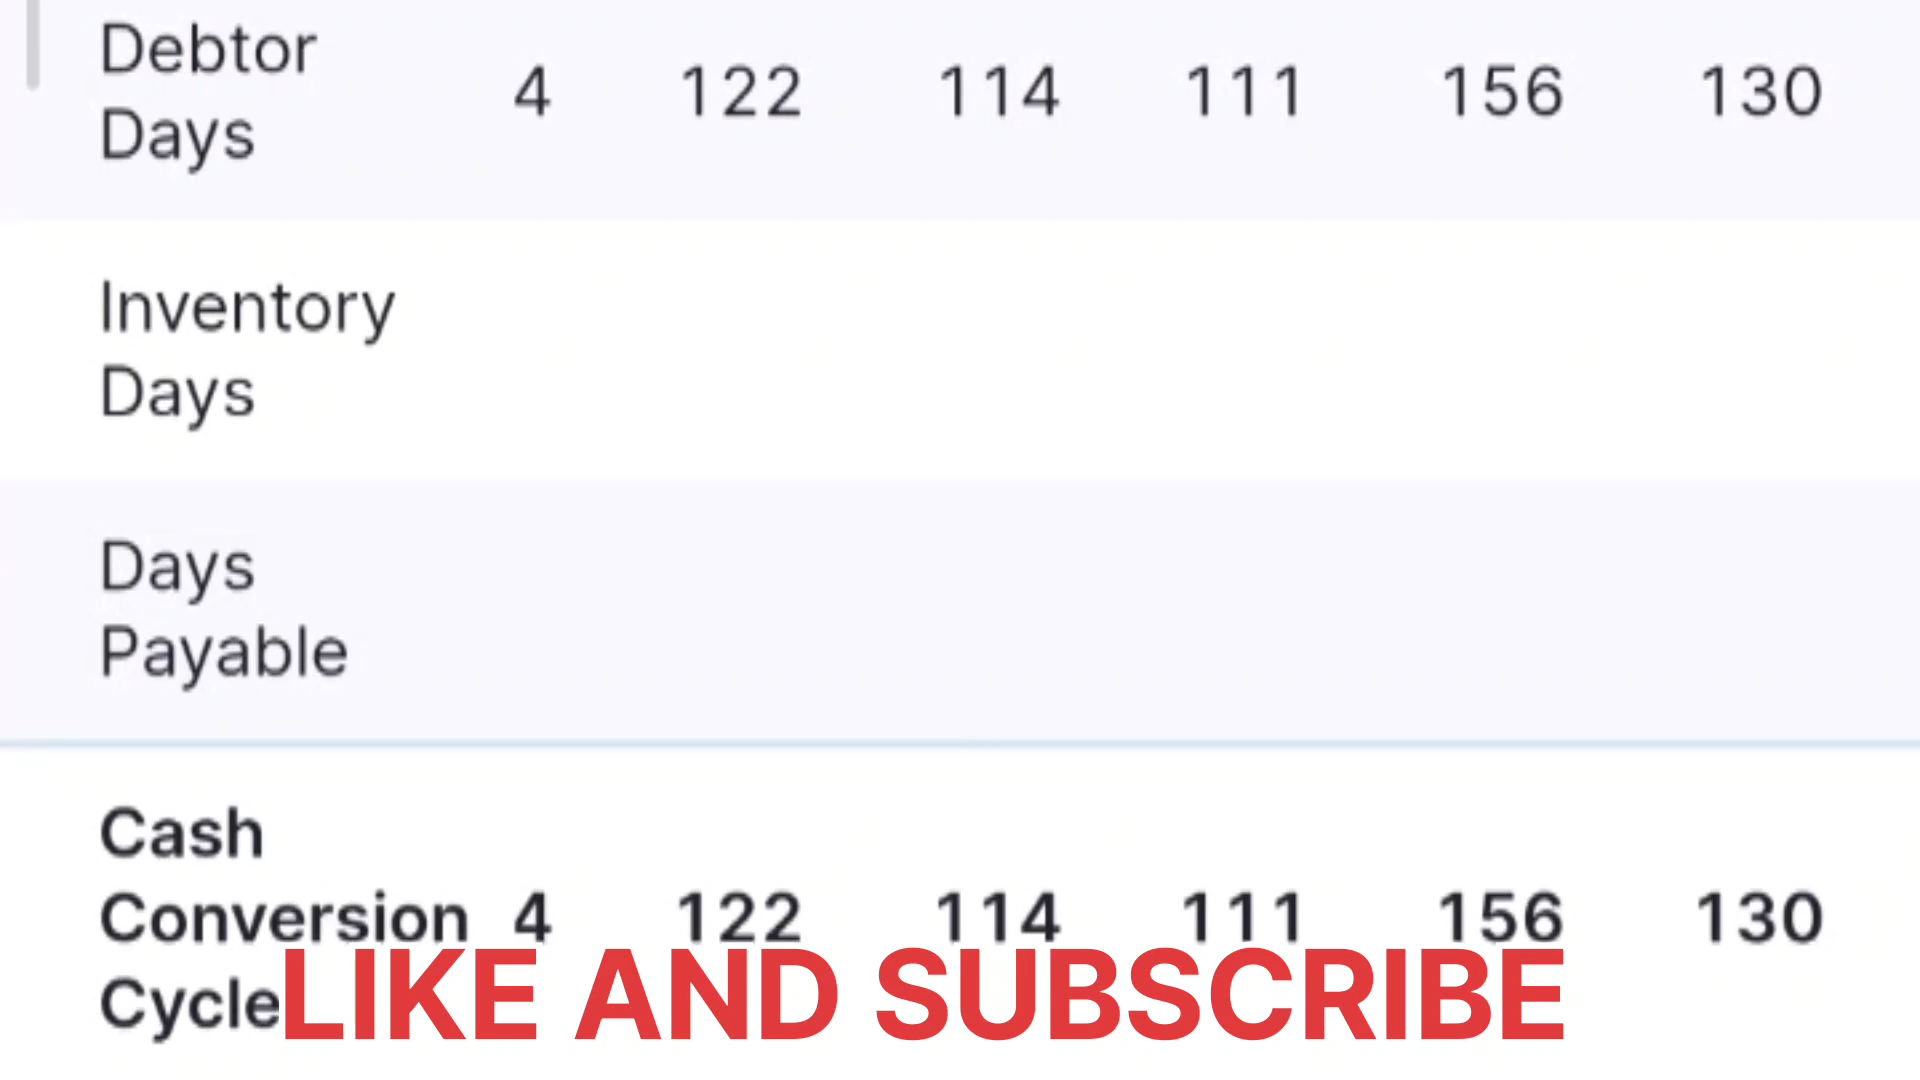 Debtor
Days
4 122 114 111 156 130
Inventory
Days
Days
Payable
Cash
Conversion 4 122 114 111 156 130
Cycle
LIKE AND SUBSCRIBE